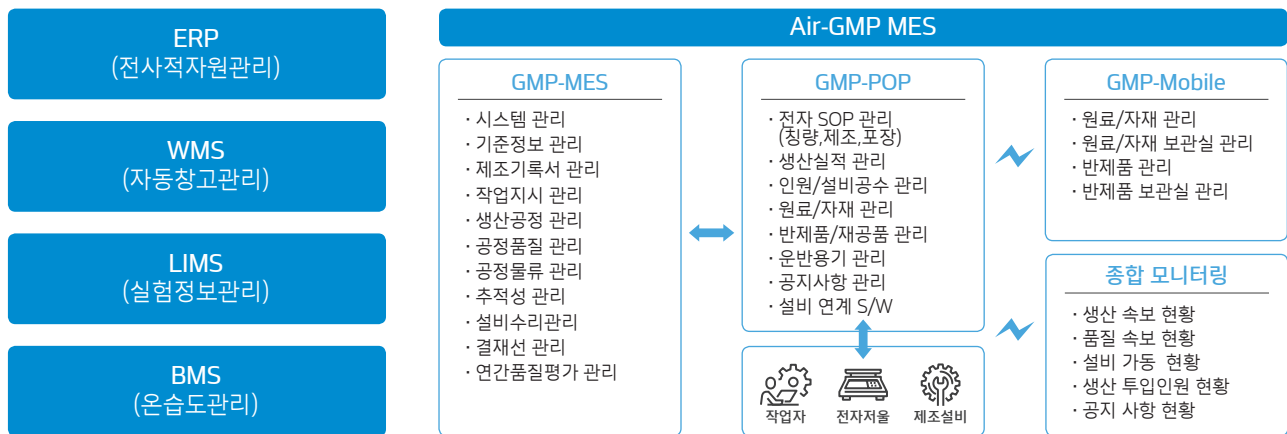 ERP
(전사적자원관리)
WMS
(자동창고관리)
LIMS
(실험정보관리)
BMS
(온습도관리)
Air-GMP MES
GMP-MES
· 시스템 관리
· 기준정보 관리
· 제조기록서 관리
· 작업지시 관리
· 생산공정 관리
· 공정품질 관리
· 공정물류 관리
· 추적성 관리
· 설비수리관리
· 결재선 관리
· 연간품질평가 관리
GMP-POP
· 전자 SOP 관리
(칭량,제조,포장)
· 생산실적 관리
· 인원/설비공수 관리
· 원료/자재 관리
· 반제품/재공품 관리
· 운반용기 관리
· 공지사항 관리
· 설비 연계 S/W
작업자
전자저울
제조설비
GMP-Mobile
· 원료/자재 관리
· 원료/자재 보관실 관리
· 반제품 관리
· 반제품 보관실 관리
종합 모니터링
· 생산 속보 현황
· 품질 속보 현황
· 설비 가동 현황
· 생산 투입인원 현황
· 공지 사항 현황